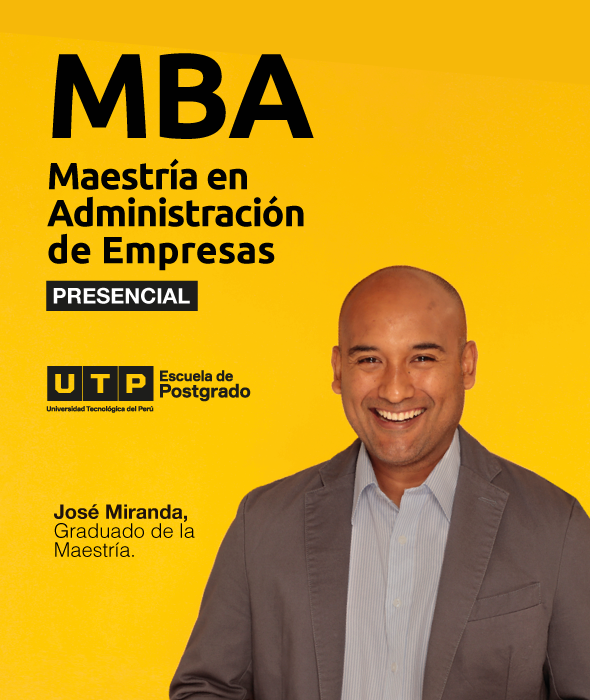 MBA
Maestría en
Administración
de Empresas
PRESENCIAL
UTP
Universidad Tecnológica del Perú
Escuela de
Postgrado
José Miranda,
Graduado de la
Maestría.